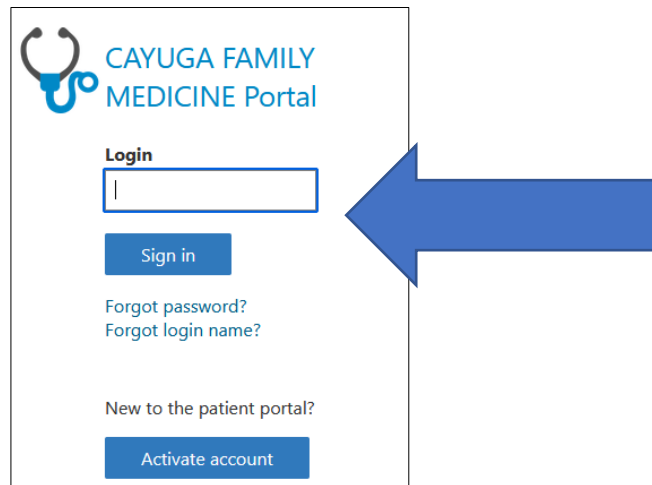 CAYUGA FAMILY
MEDICINE Portal
Login
Sign in
Forgot password?
Forgot login name?
New to the patient portal?
Activate account